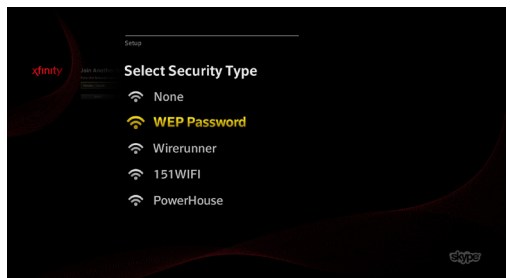 Setup
xfinity
Select Security Type
None
WEP Password
Wirerunner
151WIFI
PowerHouse
skype